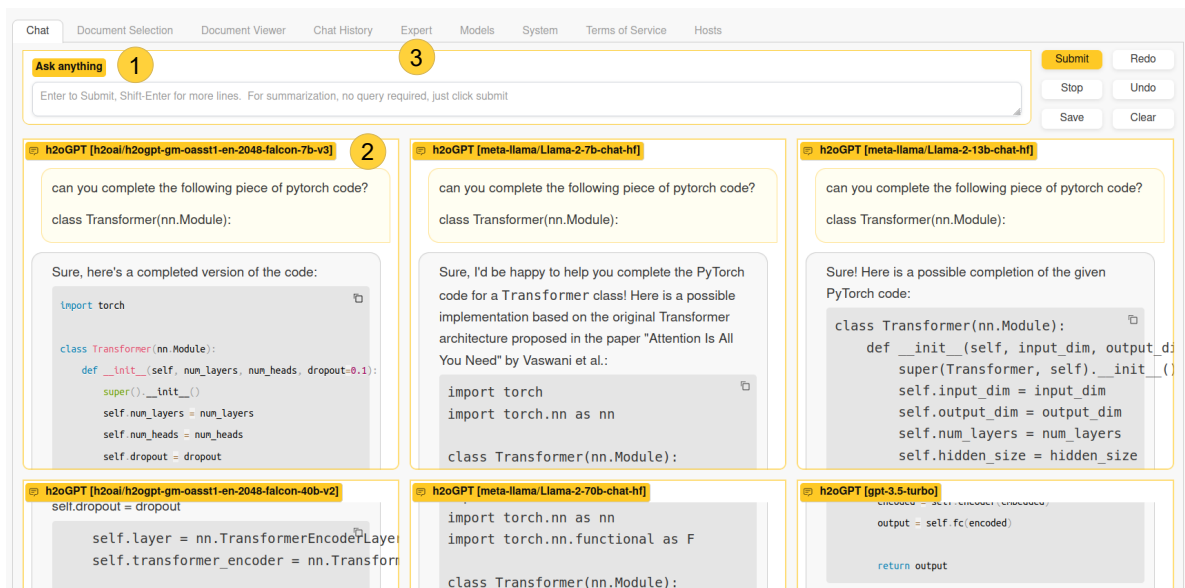 Chat Document Selection Document Viewer Chat History Expert Models System Terms of Service Hosts
Ask anything
1
3
Enter to Submit, Shift-Enter for more lines. For summarization, no query required, just click submit
Submit Redo
Stop Undo
Save Clear
h2oGPT [h2oai/h2ogpt-gm-oasst1-en-2048-falcon-7b-v3]
2
can you complete the following piece of pytorch code?
class Transformer(nn.Module):
Sure, here's a completed version of the code:
import torch
class Transformer(nn.Module):
def __init__(self, num_layers, num_heads, dropout=0.1):
super().__init__()
self.num_layers = num_layers
self.num_heads = num_heads
self.dropout = dropout
h2oGPT [meta-llama/Llama-2-7b-chat-hf]
can you complete the following piece of pytorch code?
class Transformer(nn.Module):
Sure, I'd be happy to help you complete the PyTorch
code for a Transformer class! Here is a possible
implementation based on the original Transformer
architecture proposed in the paper "Attention Is All
You Need" by Vaswani et al.:
import torch
import torch.nn as nn
class Transformer(nn.Module):
h2oGPT [meta-llama/Llama-2-13b-chat-hf]
can you complete the following piece of pytorch code?
class Transformer(nn.Module):
Sure! Here is a possible completion of the given
PyTorch code:
class Transformer(nn.Module):
def __init__(self, input_dim, output_di
super(Transformer, self).__init__()
self.input_dim = input_dim
self.output_dim = output_dim
self.num_layers = num_layers
self.hidden_size = hidden_size
h2oGPT [h2oai/h2ogpt-gm-oasst1-en-2048-falcon-40b-v2]
self.dropout = dropout
self.layer = nn.TransformerEncoderLayer
self.transformer_encoder = nn.Transform
h2oGPT [meta-llama/Llama-2-70b-chat-hf]
import torch.nn as nn
import torch.nn.functional as F
class Transformer(nn.Module):
h2oGPT [gpt-3.5-turbo]
output = self.fc(encoded)
return output